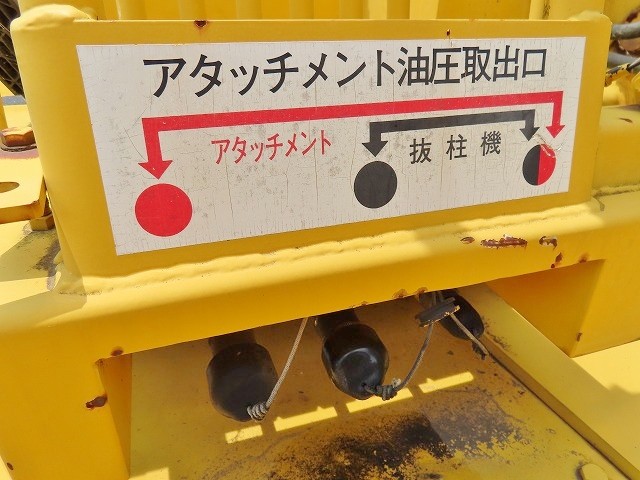 アタッチメント油圧取出口
アタッチメント
抜柱機